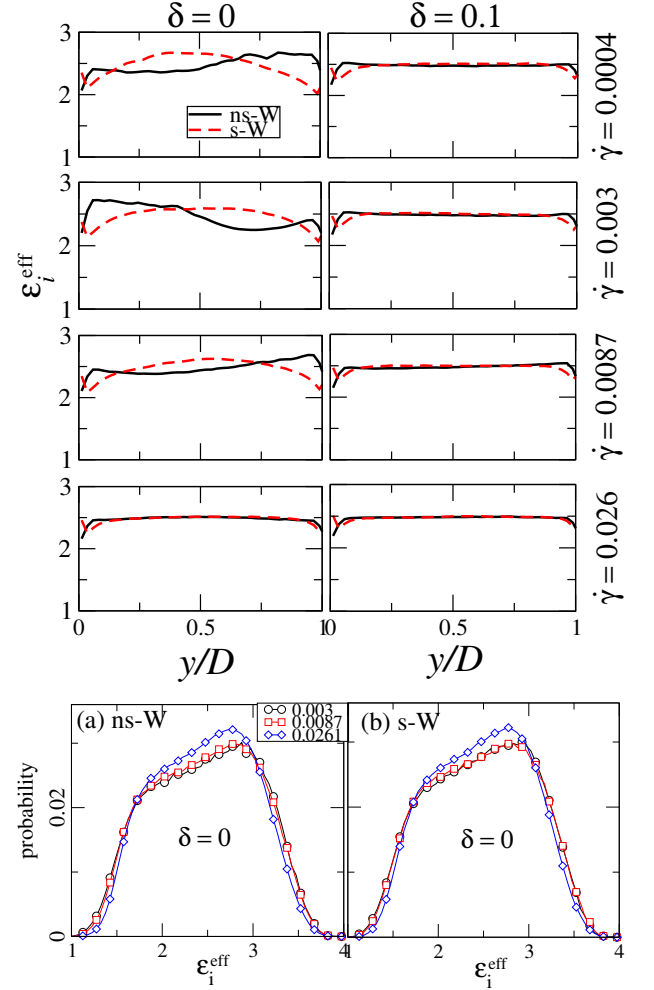 δ = 0 δ = 0.1
3
2
1
ns-W
s-W
γ̇ = 0.0004
3
2
1
γ̇ = 0.003
ε_i^eff
3
2
1
γ̇ = 0.0087
3
2
1
γ̇ = 0.026
0 0.5 1 0 0.5 1
y/D y/D
(a) ns-W
0.003
0.0087
0.0261
(b) s-W
probability
0.02
0
δ = 0 δ = 0
1 2 3 4 2 3 4
ε_i^eff ε_i^eff